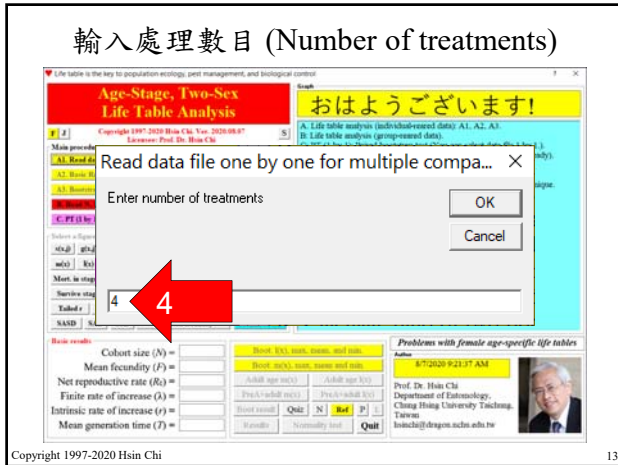 輸入處理數目 (Number of treatments)
Life table is the key to population ecology, pest management, and biological control
Age-Stage, Two-Sex
Life Table Analysis
Copyright 1997-2020 Hsin Chi. Ver. 2020.08.07
Licensee: Prof. Dr. Hsin Chi
F J S
Graph
おはようございます!
A. Life table analysis (individual-reared data): A1, A2, A3.
B. Life table analysis (group-reared data).
Read data file one by one for multiple compa...
Enter number of treatments
OK
Cancel
4
4
Basic results
Cohort size (N) =
Mean fecundity (F) =
Net reproductive rate (R0) =
Finite rate of increase (λ) =
Intrinsic rate of increase (r) =
Mean generation time (T) =
Boot. l(x), max, mean, and min.
Boot. m(x), max, mean and min.
Adult age m(x) Adult age l(x)
PreA+adult m(x) PreA+adult l(x)
Boot result Quiz N Ref P
Results Normality test Quit
Problems with female age-specific life tables
Author
8/7/2020 9:21:37 AM
Prof. Dr. Hsin Chi
Department of Entomology,
Chung Hsing University Taichung,
Taiwan
hsinchi@dragon.nchu.edu.tw
Copyright 1997-2020 Hsin Chi
13